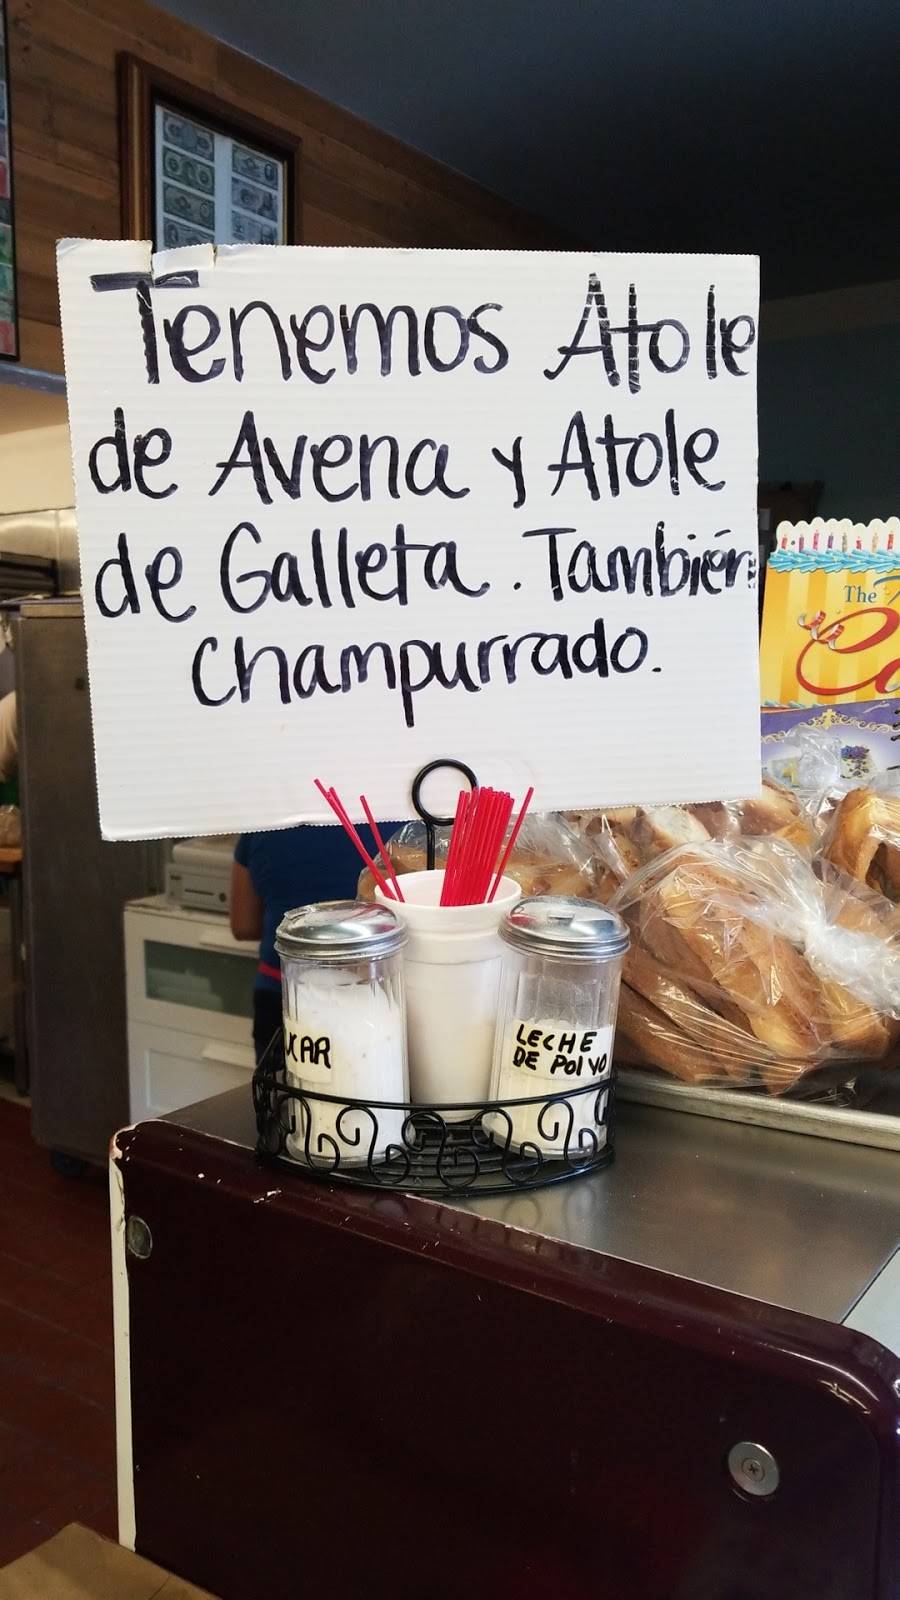 Tenemos Atole
de Avena y Atole
de Galleta. También
Champurrado.
The
LECHE
DE POlVO